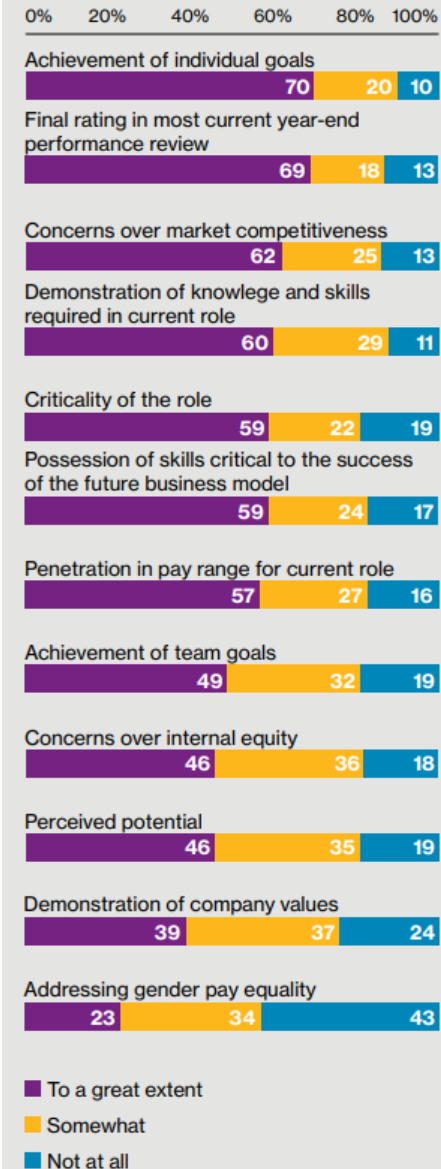 0% 20% 40% 60% 80% 100%
Achievement of individual goals
70 20 10
Final rating in most current year-end
performance review
69 18 13
Concerns over market competitiveness
62 25 13
Demonstration of knowlege and skills
required in current role
60 29 11
Criticality of the role
59 22 19
Possession of skills critical to the success
of the future business model
59 24 17
Penetration in pay range for current role
57 27 16
Achievement of team goals
49 32 19
Concerns over internal equity
46 36 18
Perceived potential
46 35 19
Demonstration of company values
39 37 24
Addressing gender pay equality
23 34 43
To a great extent
Somewhat
Not at all